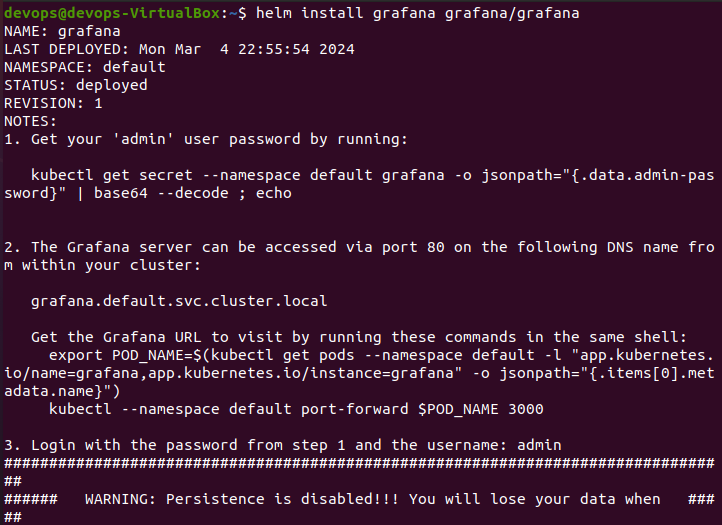 devops@devops-VirtualBox:~$ helm install grafana grafana/grafana
NAME: grafana
LAST DEPLOYED: Mon Mar  4 22:55:54 2024
NAMESPACE: default
STATUS: deployed
REVISION: 1
NOTES:
1. Get your 'admin' user password by running:

   kubectl get secret --namespace default grafana -o jsonpath="{.data.admin-pas
sword}" | base64 --decode ; echo


2. The Grafana server can be accessed via port 80 on the following DNS name fro
m within your cluster:

   grafana.default.svc.cluster.local

   Get the Grafana URL to visit by running these commands in the same shell:
     export POD_NAME=$(kubectl get pods --namespace default -l "app.kubernetes.
io/name=grafana,app.kubernetes.io/instance=grafana" -o jsonpath="{.items[0].met
adata.name}")
     kubectl --namespace default port-forward $POD_NAME 3000

3. Login with the password from step 1 and the username: admin
###############################################################################
##
######   WARNING: Persistence is disabled!!! You will lose your data when   ###
##